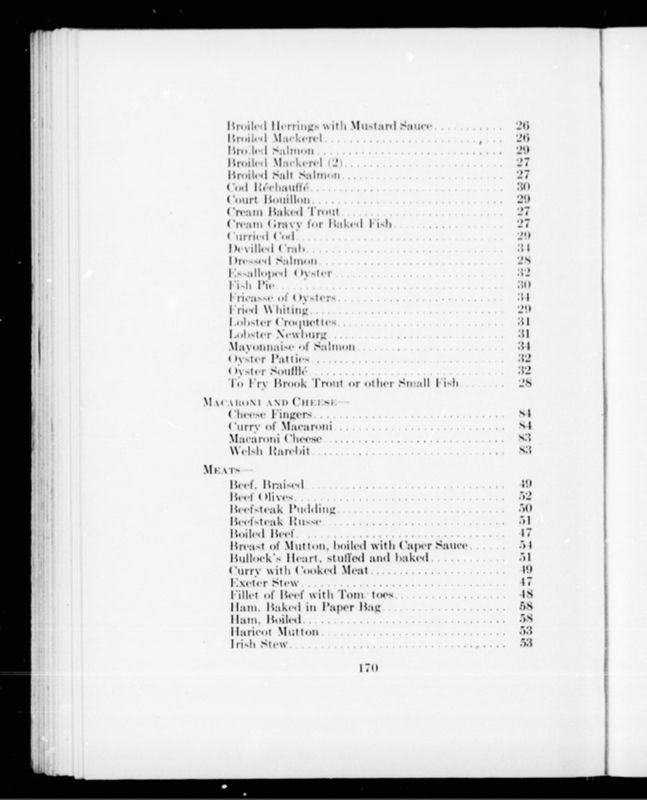 Broiled Herrings with Mustard Sauce........... 26
Broiled Mackerel............................ 26
Bro.led Salmon............................. 29
Broiled Mackerel (2)......................... 27
Broiled Salt Salmon......................... 27
Cod Réchauffé............................. 30
Court Bouillon............................. 29
Cream Baked Trout......................... 27
Cream Gravy for Baked Fish................. 27
Curried Cod............................... 29
Devilled Crab.............................. 34
Dressed Salmon............................ 28
Essalloped Oyster.......................... 32
Fish Pie................................... 30
Fricasse of Oysters.......................... 34
Fried Whiting.............................. 29
Lobster Croquettes.......................... 31
Lobster Newburg........................... 31
Mayonnaise of Salmon....................... 34
Oyster Patties.............................. 32
Oyster Soufflé.............................. 32
To Fry Brook Trout or other Small Fish....... 28
MACARONI AND CHEESE—
Cheese Fingers............................. 84
Curry of Macaroni.......................... 84
Macaroni Cheese........................... 83
Welsh Rarebit.............................. 83
MEATS—
Beef, Braised............................... 49
Beef Olives................................ 52
Beefsteak Pudding.......................... 50
Beefsteak Russe............................ 51
Boiled Beef................................ 47
Breast of Mutton, boiled with Caper Sauce...... 54
Bullock's Heart, stuffed and baked............ 51
Curry with Cooked Meat..................... 49
Exeter Stew................................ 47
Fillet of Beef with Tom toes.................. 48
Ham, Baked in Paper Bag................... 58
Ham, Boiled............................... 58
Haricot Mutton............................ 53
Irish Stew.................................. 53
170